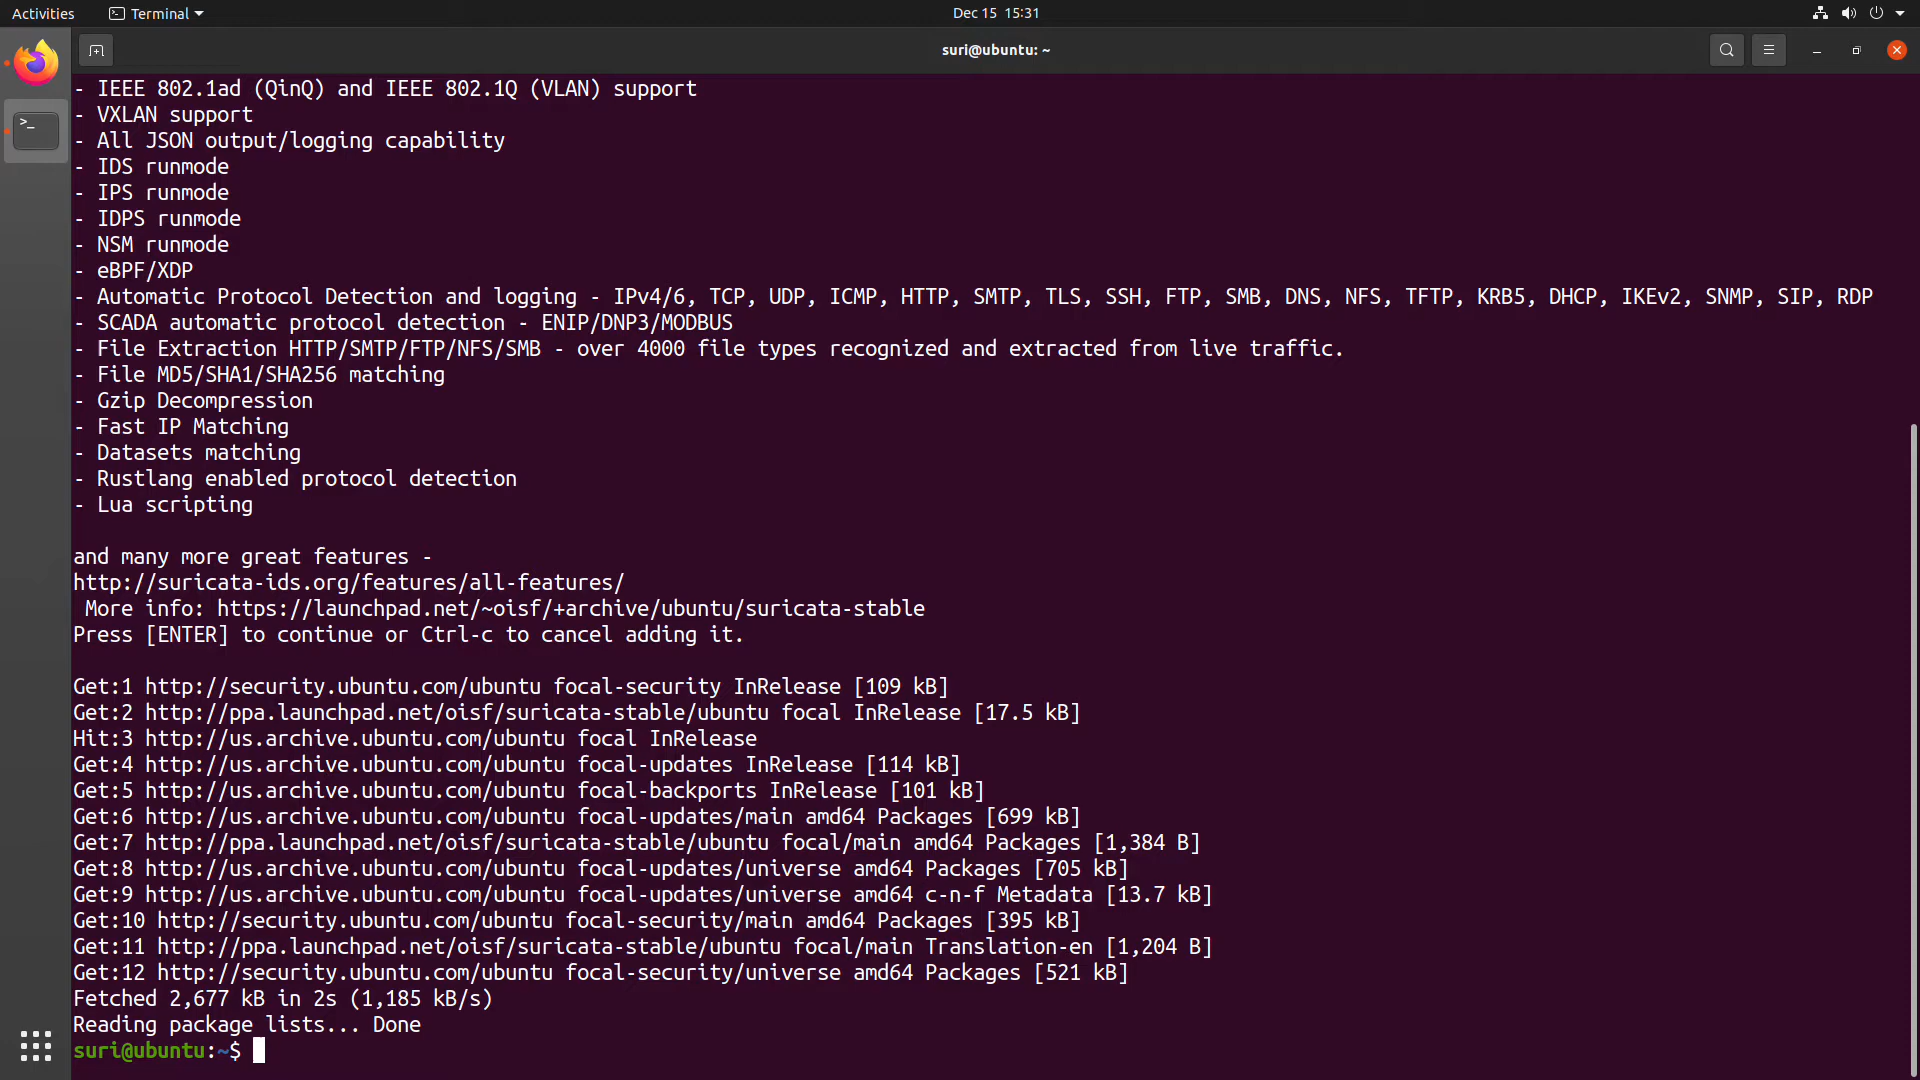 Activities
Terminal
Dec 15 15:31
suri@ubuntu: ~
- IEEE 802.1ad (QinQ) and IEEE 802.1Q (VLAN) support
- VXLAN support
- All JSON output/logging capability
- IDS runmode
- IPS runmode
- IDPS runmode
- NSM runmode
- eBPF/XDP
- Automatic Protocol Detection and logging - IPv4/6, TCP, UDP, ICMP, HTTP, SMTP, TLS, SSH, FTP, SMB, DNS, NFS, TFTP, KRB5, DHCP, IKEv2, SNMP, SIP, RDP
- SCADA automatic protocol detection - ENIP/DNP3/MODBUS
- File Extraction HTTP/SMTP/FTP/NFS/SMB - over 4000 file types recognized and extracted from live traffic.
- File MD5/SHA1/SHA256 matching
- Gzip Decompression
- Fast IP Matching
- Datasets matching
- Rustlang enabled protocol detection
- Lua scripting
and many more great features -
http://suricata-ids.org/features/all-features/
More info: https://launchpad.net/~oisf/+archive/ubuntu/suricata-stable
Press [ENTER] to continue or Ctrl-c to cancel adding it.
Get:1 http://security.ubuntu.com/ubuntu focal-security InRelease [109 kB]
Get:2 http://ppa.launchpad.net/oisf/suricata-stable/ubuntu focal InRelease [17.5 kB]
Hit:3 http://us.archive.ubuntu.com/ubuntu focal InRelease
Get:4 http://us.archive.ubuntu.com/ubuntu focal-updates InRelease [114 kB]
Get:5 http://us.archive.ubuntu.com/ubuntu focal-backports InRelease [101 kB]
Get:6 http://us.archive.ubuntu.com/ubuntu focal-updates/main amd64 Packages [699 kB]
Get:7 http://ppa.launchpad.net/oisf/suricata-stable/ubuntu focal/main amd64 Packages [1,384 B]
Get:8 http://us.archive.ubuntu.com/ubuntu focal-updates/universe amd64 Packages [705 kB]
Get:9 http://us.archive.ubuntu.com/ubuntu focal-updates/universe amd64 c-n-f Metadata [13.7 kB]
Get:10 http://security.ubuntu.com/ubuntu focal-security/main amd64 Packages [395 kB]
Get:11 http://ppa.launchpad.net/oisf/suricata-stable/ubuntu focal/main Translation-en [1,204 B]
Get:12 http://security.ubuntu.com/ubuntu focal-security/universe amd64 Packages [521 kB]
Fetched 2,677 kB in 2s (1,185 kB/s)
Reading package lists... Done
suri@ubuntu:~$